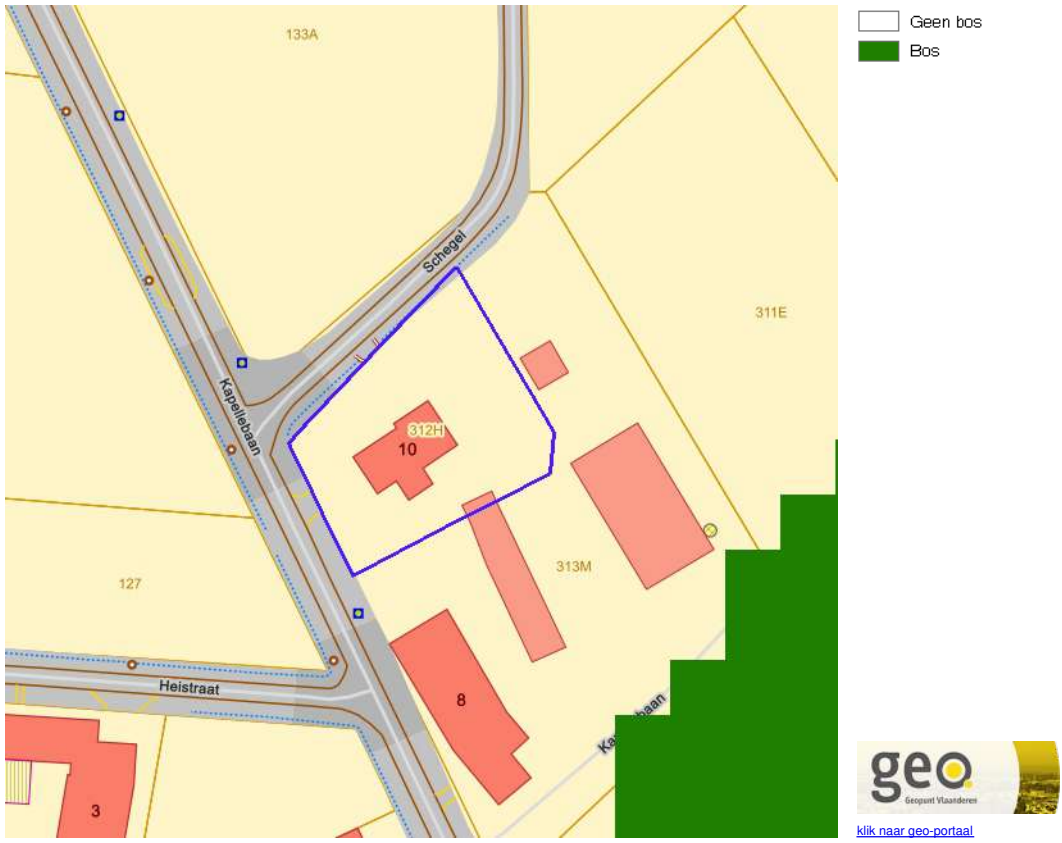 133A
Geen bos
Bos
Schegel
311E
Kapellebaan
312H
10
313M
127
Heistraat
8
3
geo.
Geopunt Vlaanderen
klik naar geo-portaal